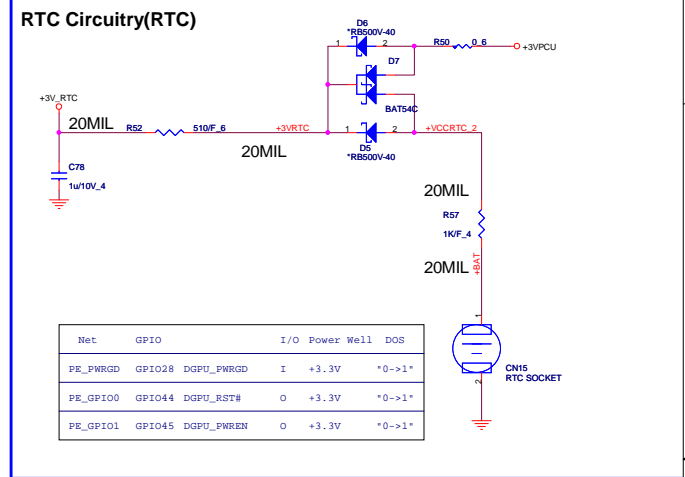 RTC Circuitry(RTC)
D6
*RB500V-40
1
2
R50
0_6
+3VPCU
D7
BAT54C
+3V_RTC
20MIL
R52
510/F_6
+3VRTC
20MIL
1
2
D5
*RB500V-40
+VCCRTC_2
C78
1u/10V_4
20MIL
R57
1K/F_4
20MIL
+BAT
1
2
CN15
RTC SOCKET
Net GPIO I/O Power Well DOS
PE_PWRGD GPIO28 DGPU_PWRGD I +3.3V "0->1"
PE_GPIO0 GPIO44 DGPU_RST# O +3.3V "0->1"
PE_GPIO1 GPIO45 DGPU_PWREN O +3.3V "0->1"